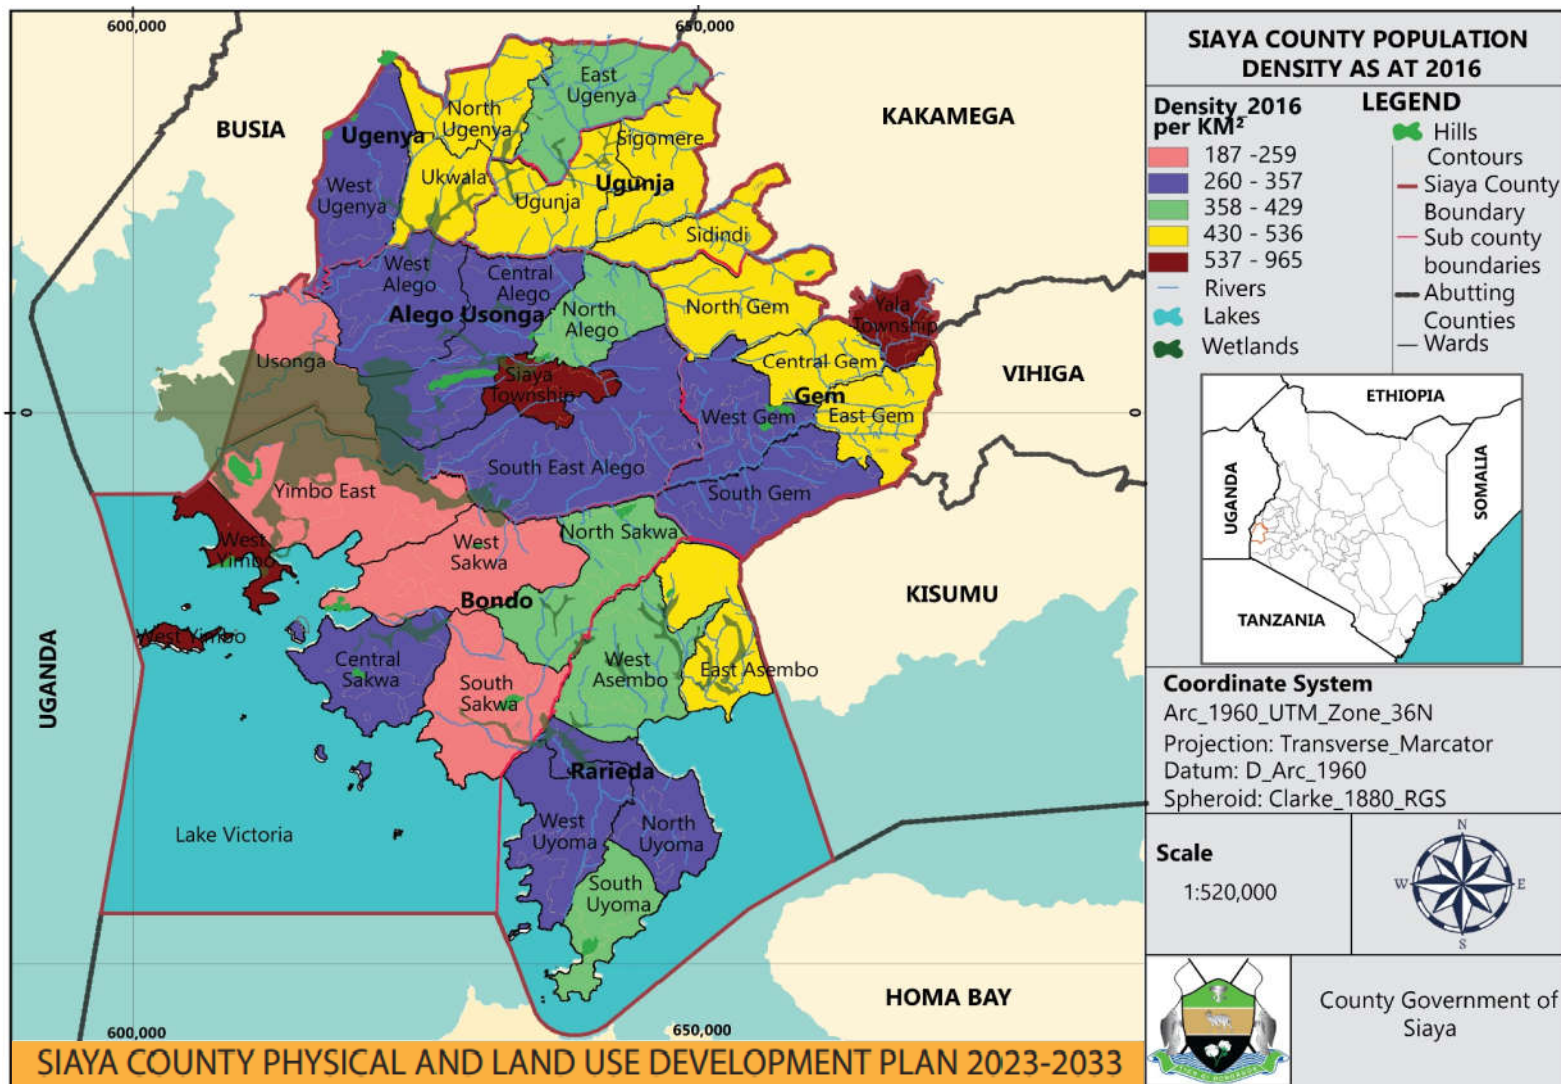 600,000
650,000
BUSIA
KAKAMEGA
VIHIGA
KISUMU
HOMA BAY
UGANDA
Lake Victoria
0
0
East
Ugenya
North
Ugenya
Ugenya
West
Ugenya
Ukwala
Sigomere
Ugunja
Ugunja
Sidindi
West
Alego
Central
Alego
North
Alego
Alego Usonga
North Gem
Yala
Township
Central Gem
Gem
Usonga
Siaya
Township
West Gem
East Gem
South East Alego
South Gem
Yimbo East
North Sakwa
West
Yimbo
West
Sakwa
Bondo
West Yimbo
Central
Sakwa
South
Sakwa
West
Asembo
East Asembo
Rarieda
West
Uyoma
North
Uyoma
South
Uyoma
600,000
650,000
SIAYA COUNTY PHYSICAL AND LAND USE DEVELOPMENT PLAN 2023-2033
SIAYA COUNTY POPULATION
DENSITY AS AT 2016
Density_2016
per KM²
187 -259
260 - 357
358 - 429
430 - 536
537 - 965
Rivers
Lakes
Wetlands
LEGEND
Hills
Contours
Siaya County
Boundary
Sub county
boundaries
Abutting
Counties
Wards
ETHIOPIA
UGANDA
SOMALIA
TANZANIA
Coordinate System
Arc_1960_UTM_Zone_36N
Projection: Transverse_Marcator
Datum: D_Arc_1960
Spheroid: Clarke_1880_RGS
Scale
1:520,000
N
W
E
S
County Government of
Siaya